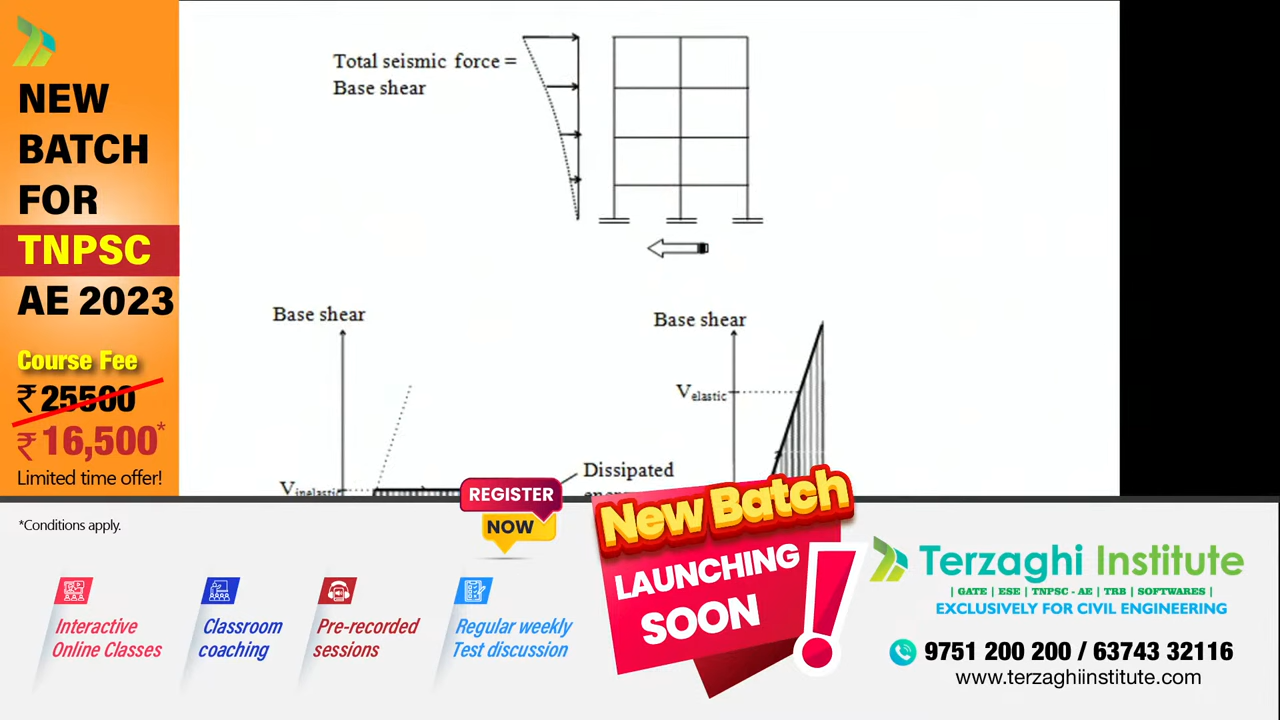 NEW
BATCH
FOR
TNPSC
AE 2023
Course Fee
₹ 25500
₹ 16,500*
Limited time offer!
*Conditions apply.
Total seismic force =
Base shear
Base shear
Vinelastic
Dissipated
Base shear
Velastic
REGISTER
NOW
Interactive
Online Classes
Classroom
coaching
Pre-recorded
sessions
Regular weekly
Test discussion
New Batch
LAUNCHING
SOON
Terzaghi Institute
| GATE | ESE | TNPSC - AE | TRB | SOFTWARES |
EXCLUSIVELY FOR CIVIL ENGINEERING
9751 200 200 / 63743 32116
www.terzaghiinstitute.com